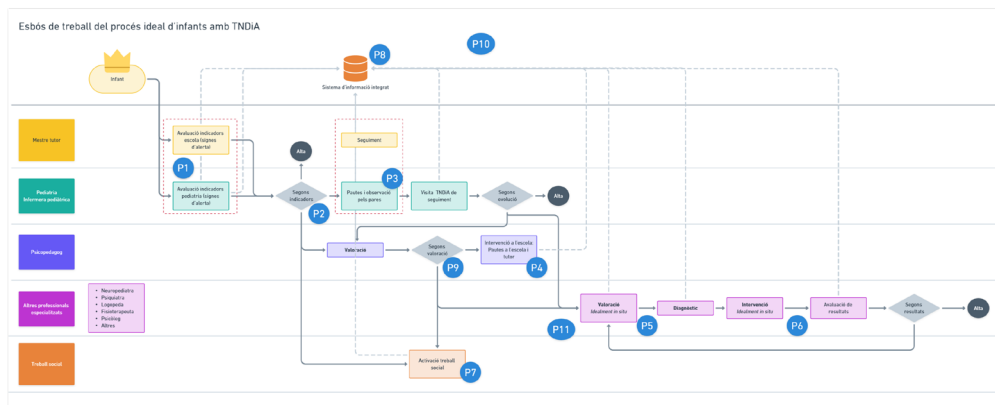 Esbós de treball del procés ideal d'infants amb TNDiA
P10
P8
Infant
Sistema d'informació integrat
Mestre tutor
Avaluació indicadors
escola (signes
d'alerta)
Seguiment
Alta
P1
P3
Pediatria
Infermera pediàtrica
Avaluació indicadors
pediatria (signes
d'alerta)
Segons
indicadors
P2
Pautes i observació
pels pares
Visita TNDiA de
seguiment
Segons
evolució
Alta
Psicopedagog
Valoració
Segons
valoració
P9
Intervenció a l'escola
Pautes a l'escola i
tutor
P4
Altres professionals
especialitzats
• Neuropediatra
• Psiquiatra
• Logopeda
• Fisioterapeuta
• Psicòleg
• Altres
P11
Valoració
Idealment in situ
P5
Diagnòstic
Intervenció
Idealment in situ
P6
Avaluació de
resultats
Segons
resultats
Alta
Treball social
Activació treball
social
P7